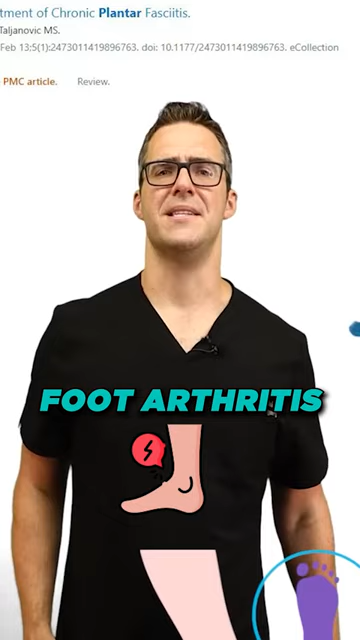 tment of Chronic Plantar Fasciitis.
Taljanovic MS.
Feb 13;5(1):2473011419896763. doi: 10.1177/2473011419896763. eCollection
PMC article. Review.
FOOT ARTHRITIS